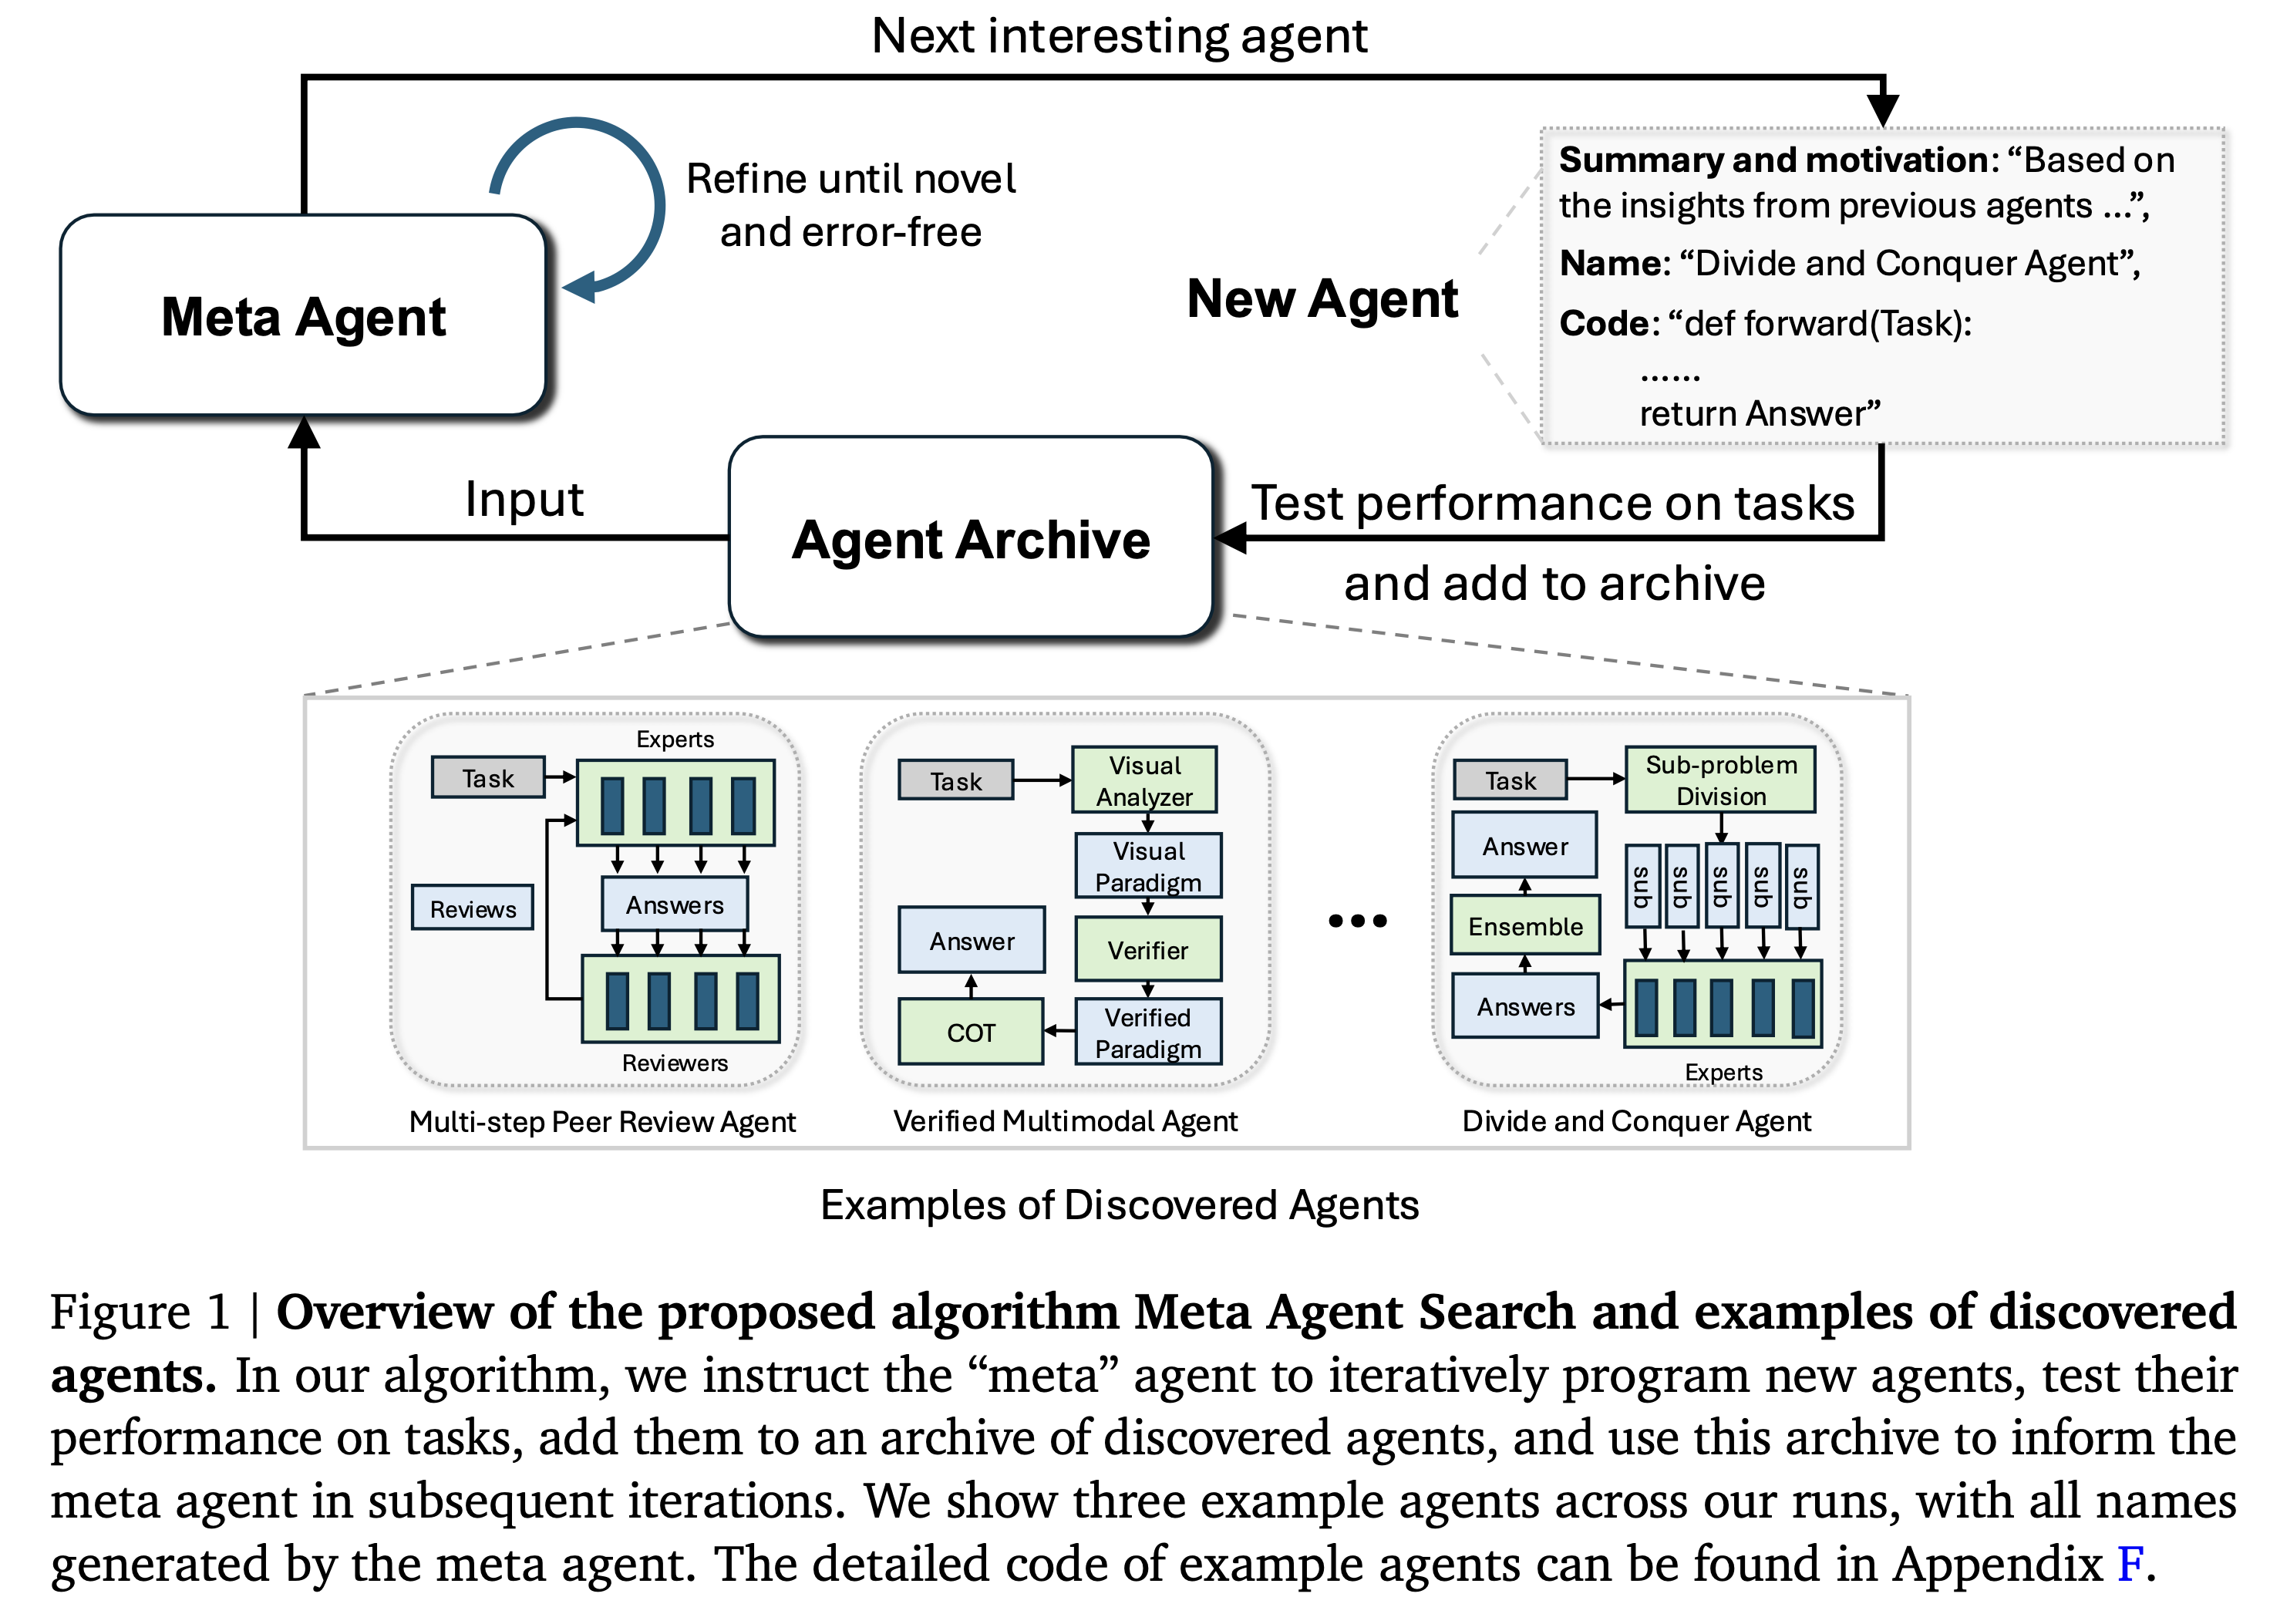 Next interesting agent
Refine until novel
and error-free
Meta Agent
New Agent
Summary and motivation: “Based on
the insights from previous agents ...”,
Name: “Divide and Conquer Agent”,
Code: “def forward(Task):
......
return Answer”
Input
Agent Archive
Test performance on tasks
and add to archive
Experts
Task
Answers
Reviews
Reviewers
Multi-step Peer Review Agent
Task
Visual
Analyzer
Visual
Paradigm
Verifier
Verified
Paradigm
COT
Answer
Verified Multimodal Agent
...
Task
Sub-problem
Division
sub
sub
sub
sub
sub
Experts
Answers
Ensemble
Answer
Divide and Conquer Agent
Examples of Discovered Agents
Figure 1 | Overview of the proposed algorithm Meta Agent Search and examples of discovered
agents. In our algorithm, we instruct the “meta” agent to iteratively program new agents, test their
performance on tasks, add them to an archive of discovered agents, and use this archive to inform the
meta agent in subsequent iterations. We show three example agents across our runs, with all names
generated by the meta agent. The detailed code of example agents can be found in Appendix F.